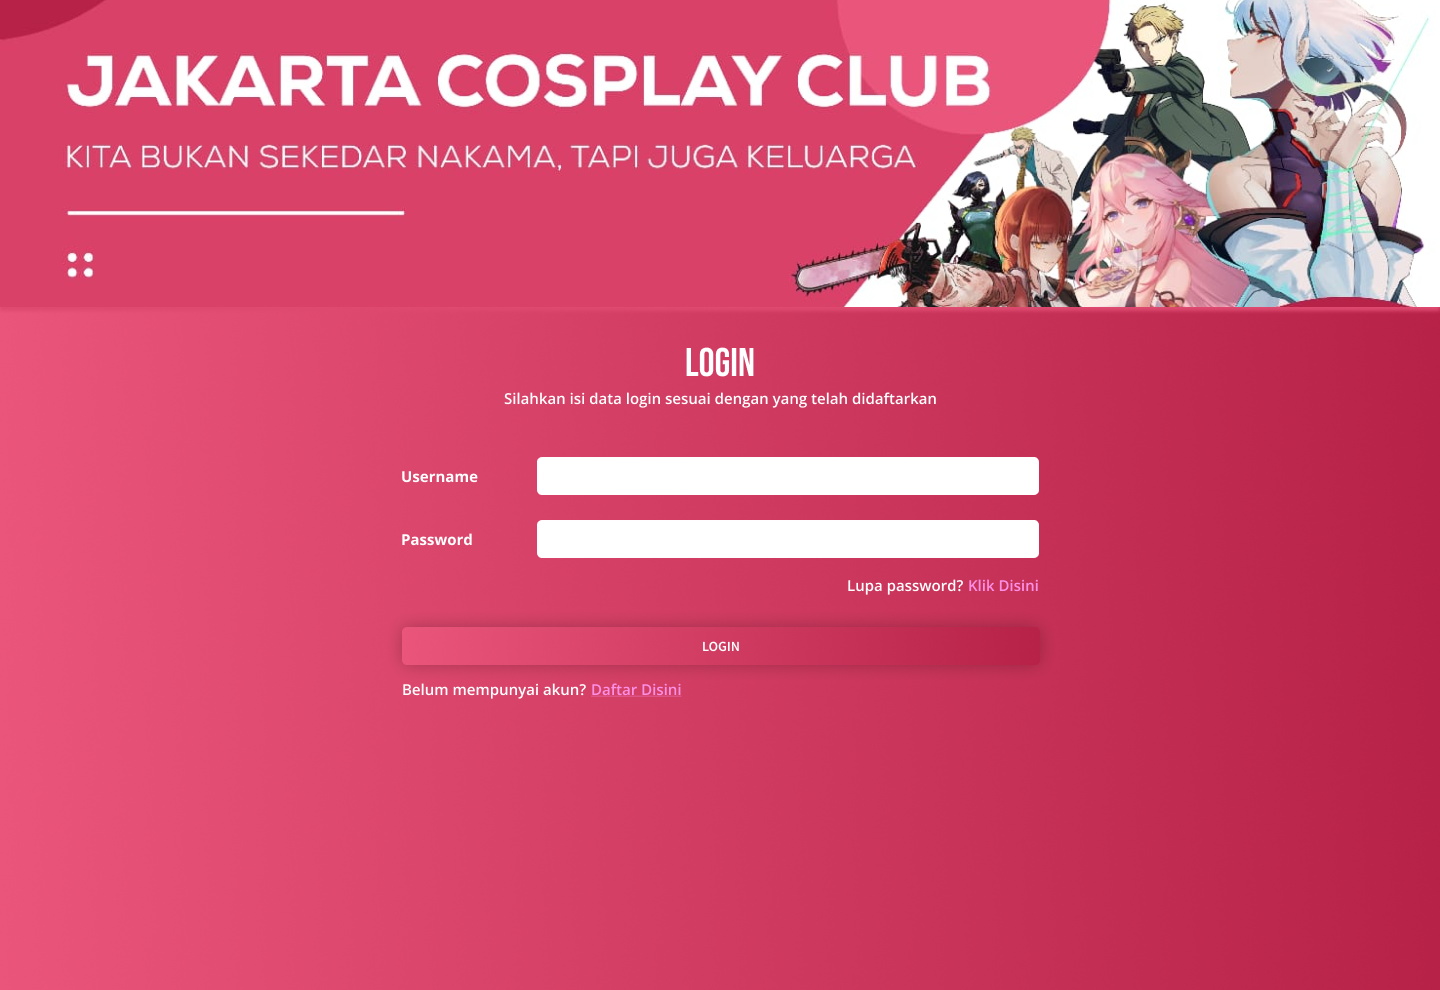 JAKARTA COSPLAY CLUB
KITA BUKAN SEKEDAR NAKAMA, TAPI JUGA KELUARGA
LOGIN
Silahkan isi data login sesuai dengan yang telah didaftarkan
Username
Password
Lupa password? Klik Disini
LOGIN
Belum mempunyai akun? Daftar Disini